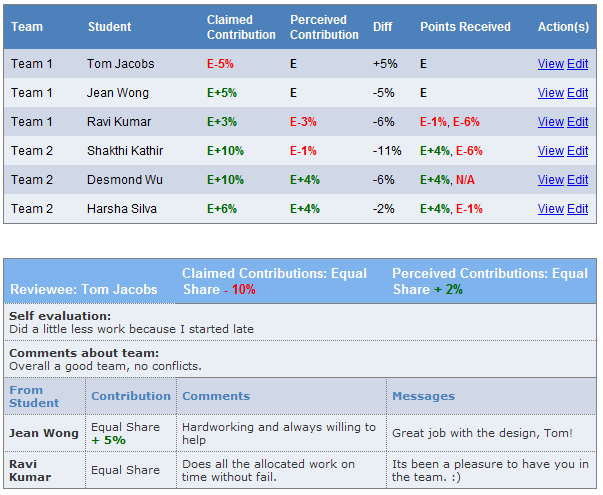 Team Student Claimed Contribution Perceived Contribution Diff Points Received Action(s)
Team 1 Tom Jacobs E-5% E +5% E View Edit
Team 1 Jean Wong E+5% E -5% E View Edit
Team 1 Ravi Kumar E+3% E-3% -6% E-1%, E-6% View Edit
Team 2 Shakthi Kathir E+10% E-1% -11% E+4%, E-6% View Edit
Team 2 Desmond Wu E+10% E+4% -6% E+4%, N/A View Edit
Team 2 Harsha Silva E+6% E+4% -2% E+4%, E-1% View Edit
Reviewee: Tom Jacobs Claimed Contributions: Equal Share - 10% Perceived Contributions: Equal Share + 2%
Self evaluation:
Did a little less work because I started late
Comments about team:
Overall a good team, no conflicts.
From Student Contribution Comments Messages
Jean Wong Equal Share + 5% Hardworking and always willing to help Great job with the design, Tom!
Ravi Kumar Equal Share Does all the allocated work on time without fail. Its been a pleasure to have you in the team. :)